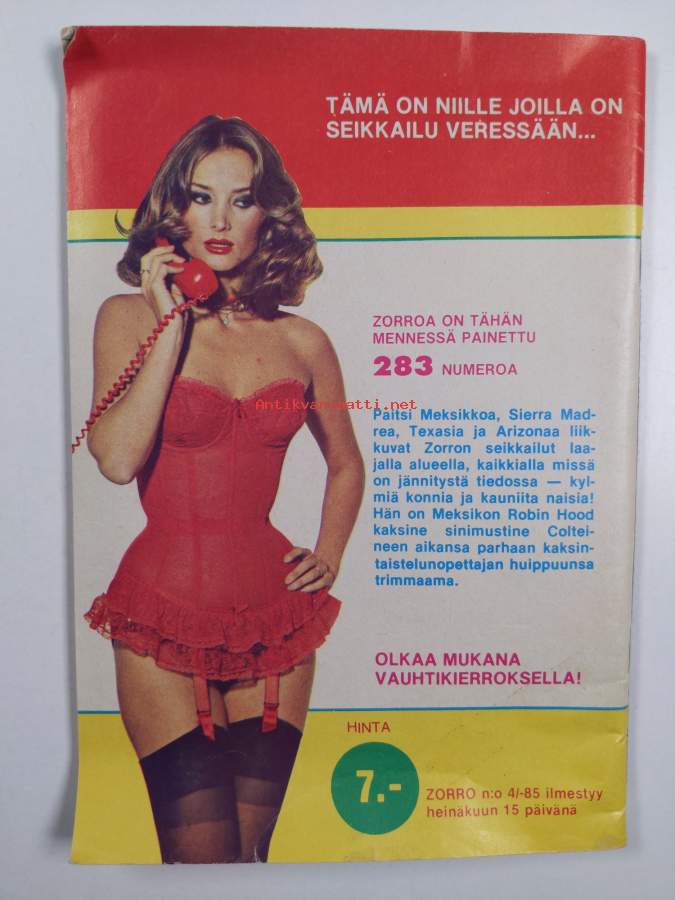 TÄMÄ ON NIILLE JOILLA ON
SEIKKAILU VERESSÄÄN...
ZORROA ON TÄHÄN
MENNESSÄ PAINETTU
283 NUMEROA
Antikvariaatti.net
Paitsi Meksikkoa, Sierra Mad-
rea, Texasia ja Arizonaa liik-
kuvat Zorron seikkailut laa-
jalla alueella, kaikkialla missä
on jännitystä tiedossa — kyl-
miä konnia ja kauniita naisia!
Hän on Meksikon Robin Hood
kaksine sinimustine Coltei-
neen aikansa parhaan kaksin-
taistelunopettajan huippuunsa
trimmaama.
OLKAA MUKANA
VAUHTIKIERROKSELLA!
HINTA
7.-
ZORRO n:o 4/-85 ilmestyy
heinäkuun 15 päivänä